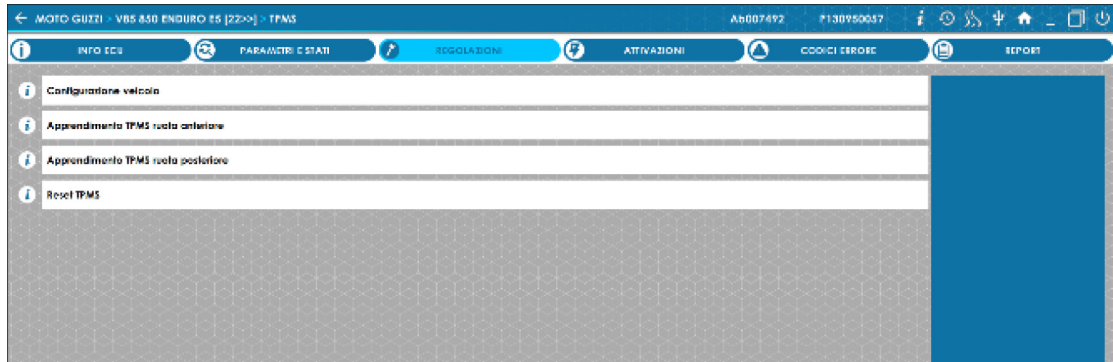 MOTO GUZZI > V85 850 ENDURO E5 [22>>] > TPMS
Ab007492
P130950057
INFO ECU
PARAMETRI E STATI
REGOLAZIONI
ATTIVAZIONI
CODICI ERRORE
REPORT
Configurazione veicolo
Apprendimento TPMS ruota anteriore
Apprendimento TPMS ruota posteriore
Reset TPMS